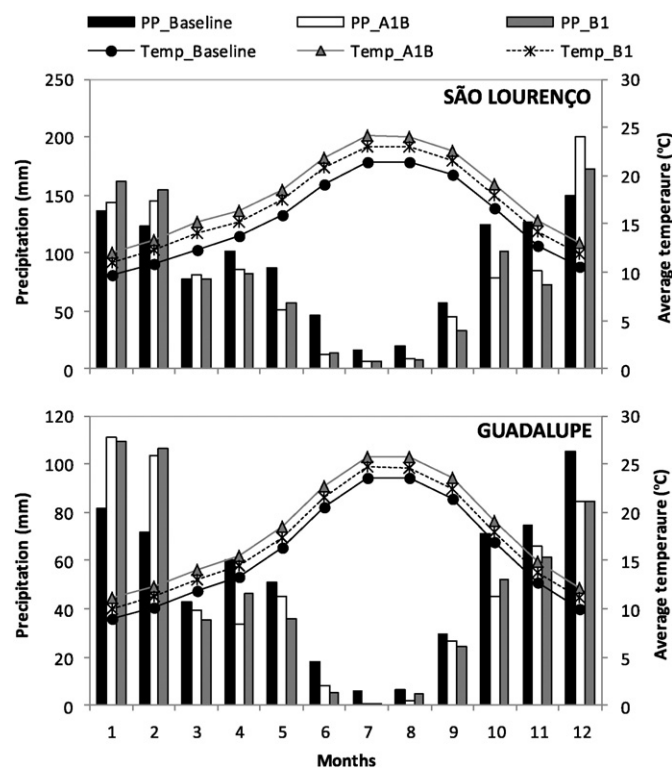 PP_Baseline PP_A1B PP_B1
Temp_Baseline Temp_A1B Temp_B1
SÃO LOURENÇO
Precipitation (mm)
250
200
150
100
50
0
30
25
20
15
10
5
0
Average temperaure (ºC)
GUADALUPE
Precipitation (mm)
120
100
80
60
40
20
0
30
25
20
15
10
5
0
Average temperaure (ºC)
1 2 3 4 5 6 7 8 9 10 11 12
Months